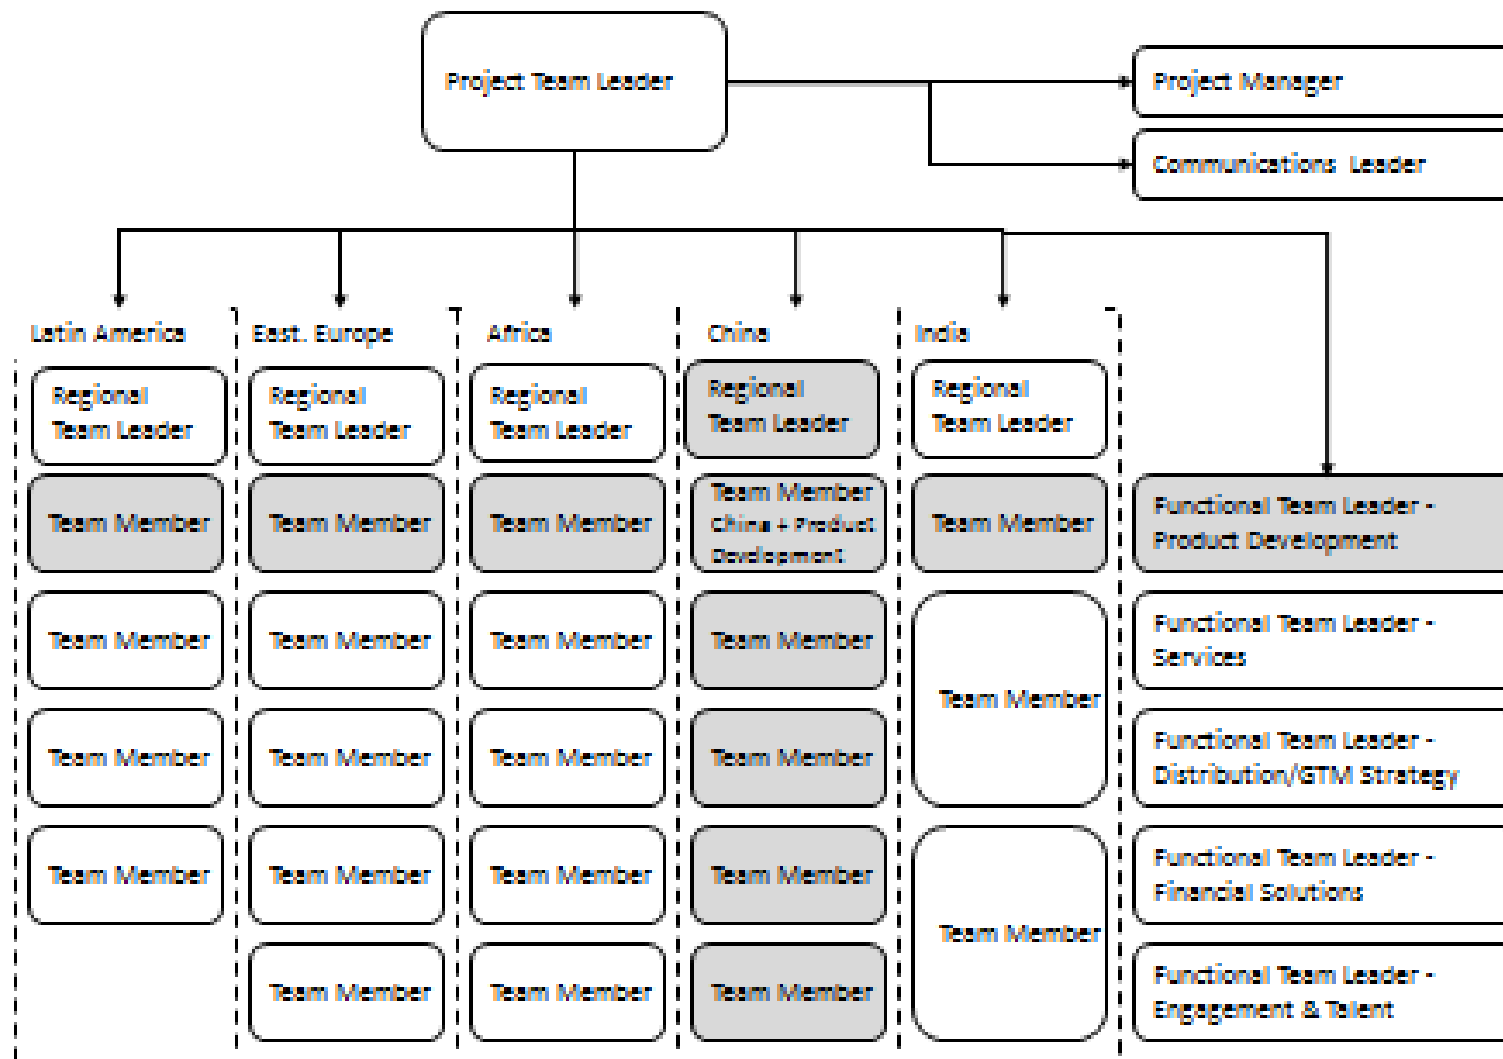 Project Team Leader
Project Manager
Communications Leader
Latin America
East. Europe
Africa
China
India
Regional
Team Leader
Regional
Team Leader
Regional
Team Leader
Regional
Team Leader
Regional
Team Leader
Team Member
Team Member
Team Member
Team Member
China + Product
Development
Team Member
Functional Team Leader -
Product Development
Team Member
Team Member
Team Member
Team Member
Team Member
Functional Team Leader -
Services
Team Member
Team Member
Team Member
Team Member
Functional Team Leader -
Distribution/GTM Strategy
Team Member
Team Member
Team Member
Team Member
Team Member
Functional Team Leader -
Financial Solutions
Team Member
Team Member
Team Member
Functional Team Leader -
Engagement & Talent